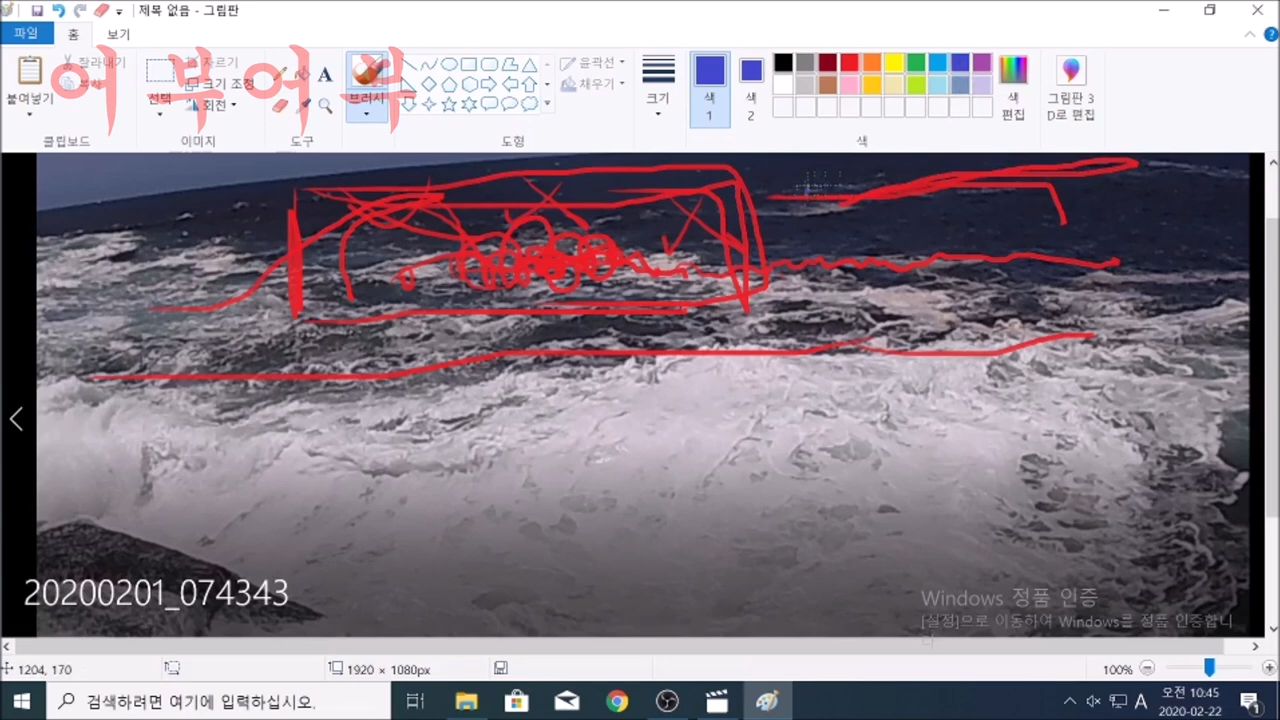 제목 없음 - 그림판
파일
홈
보기
어부여부
붙여넣기
잘라내기
복사
클립보드
선택
자르기
크기 조정
회전
이미지
A
도구
브러시
윤곽선
채우기
도형
크기
색
1
색
2
색
편집
그림판 3
D로 편집
색
20200201_074343
Windows 정품 인증
[설정]으로 이동하여 Windows를 정품 인증합니
다
1204, 170
1920 × 1080px
100%
검색하려면 여기에 입력하십시오.
A
오전 10:45
2020-02-22
1